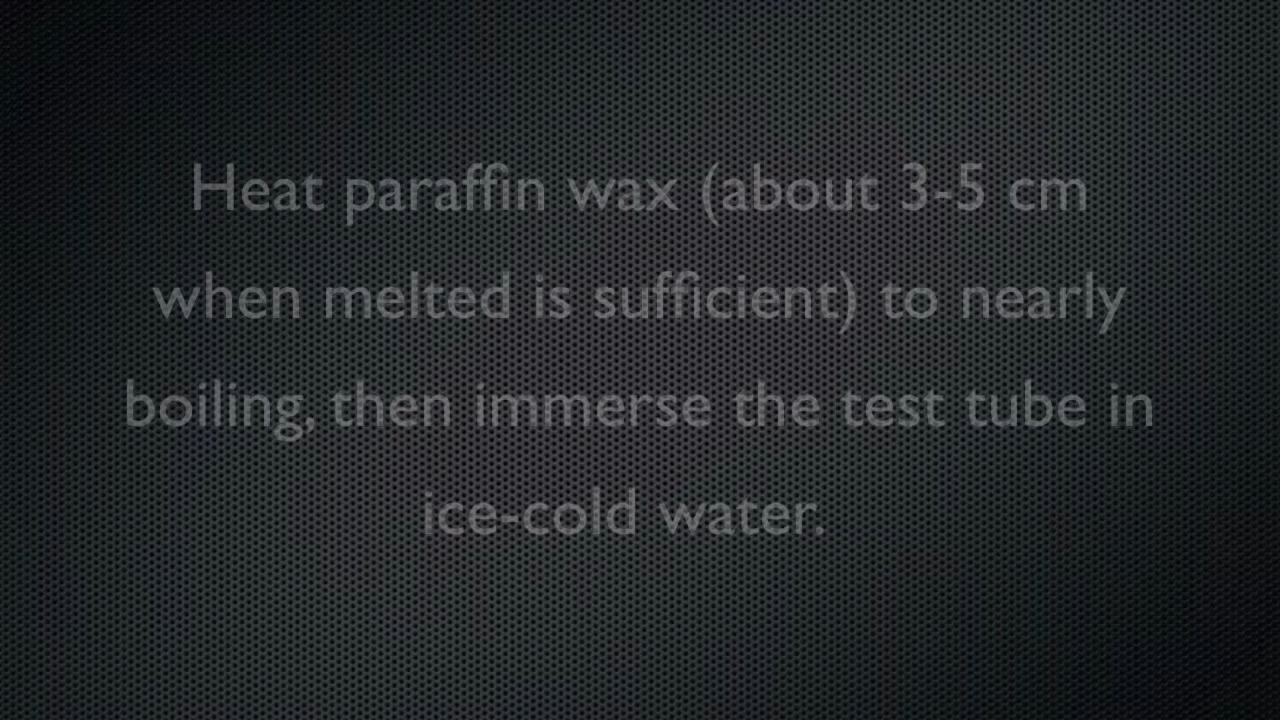 Heat paraffin wax (about 3-5 cm
when melted is sufficient) to nearly
boiling, then immerse the test tube in
ice-cold water.